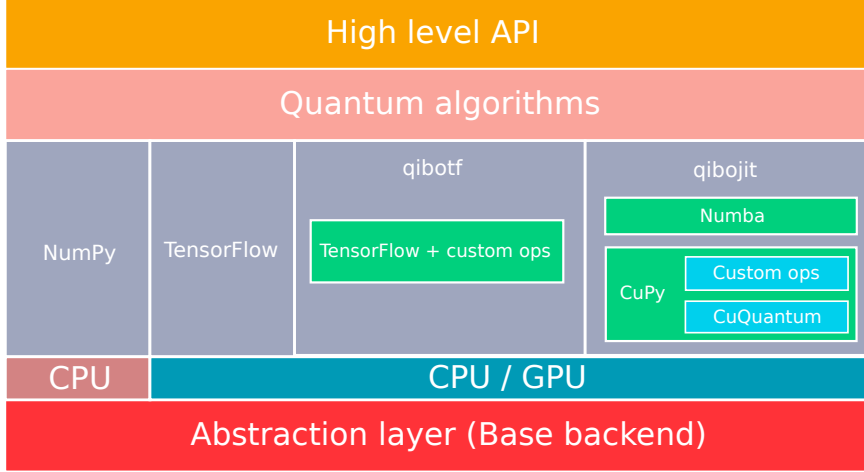 High level API
Quantum algorithms
NumPy
TensorFlow
qibotf
TensorFlow + custom ops
qibojit
Numba
CuPy
Custom ops
CuQuantum
CPU
CPU / GPU
Abstraction layer (Base backend)